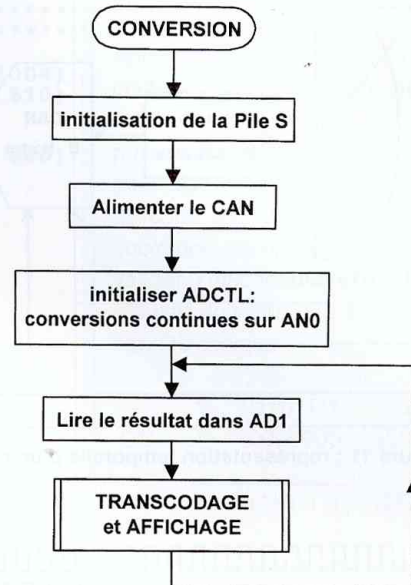 CONVERSION
initialisation de la Pile S
Alimenter le CAN
initialiser ADCTL:
conversions continues sur AN0
Lire le résultat dans AD1
TRANSCODAGE
et AFFICHAGE